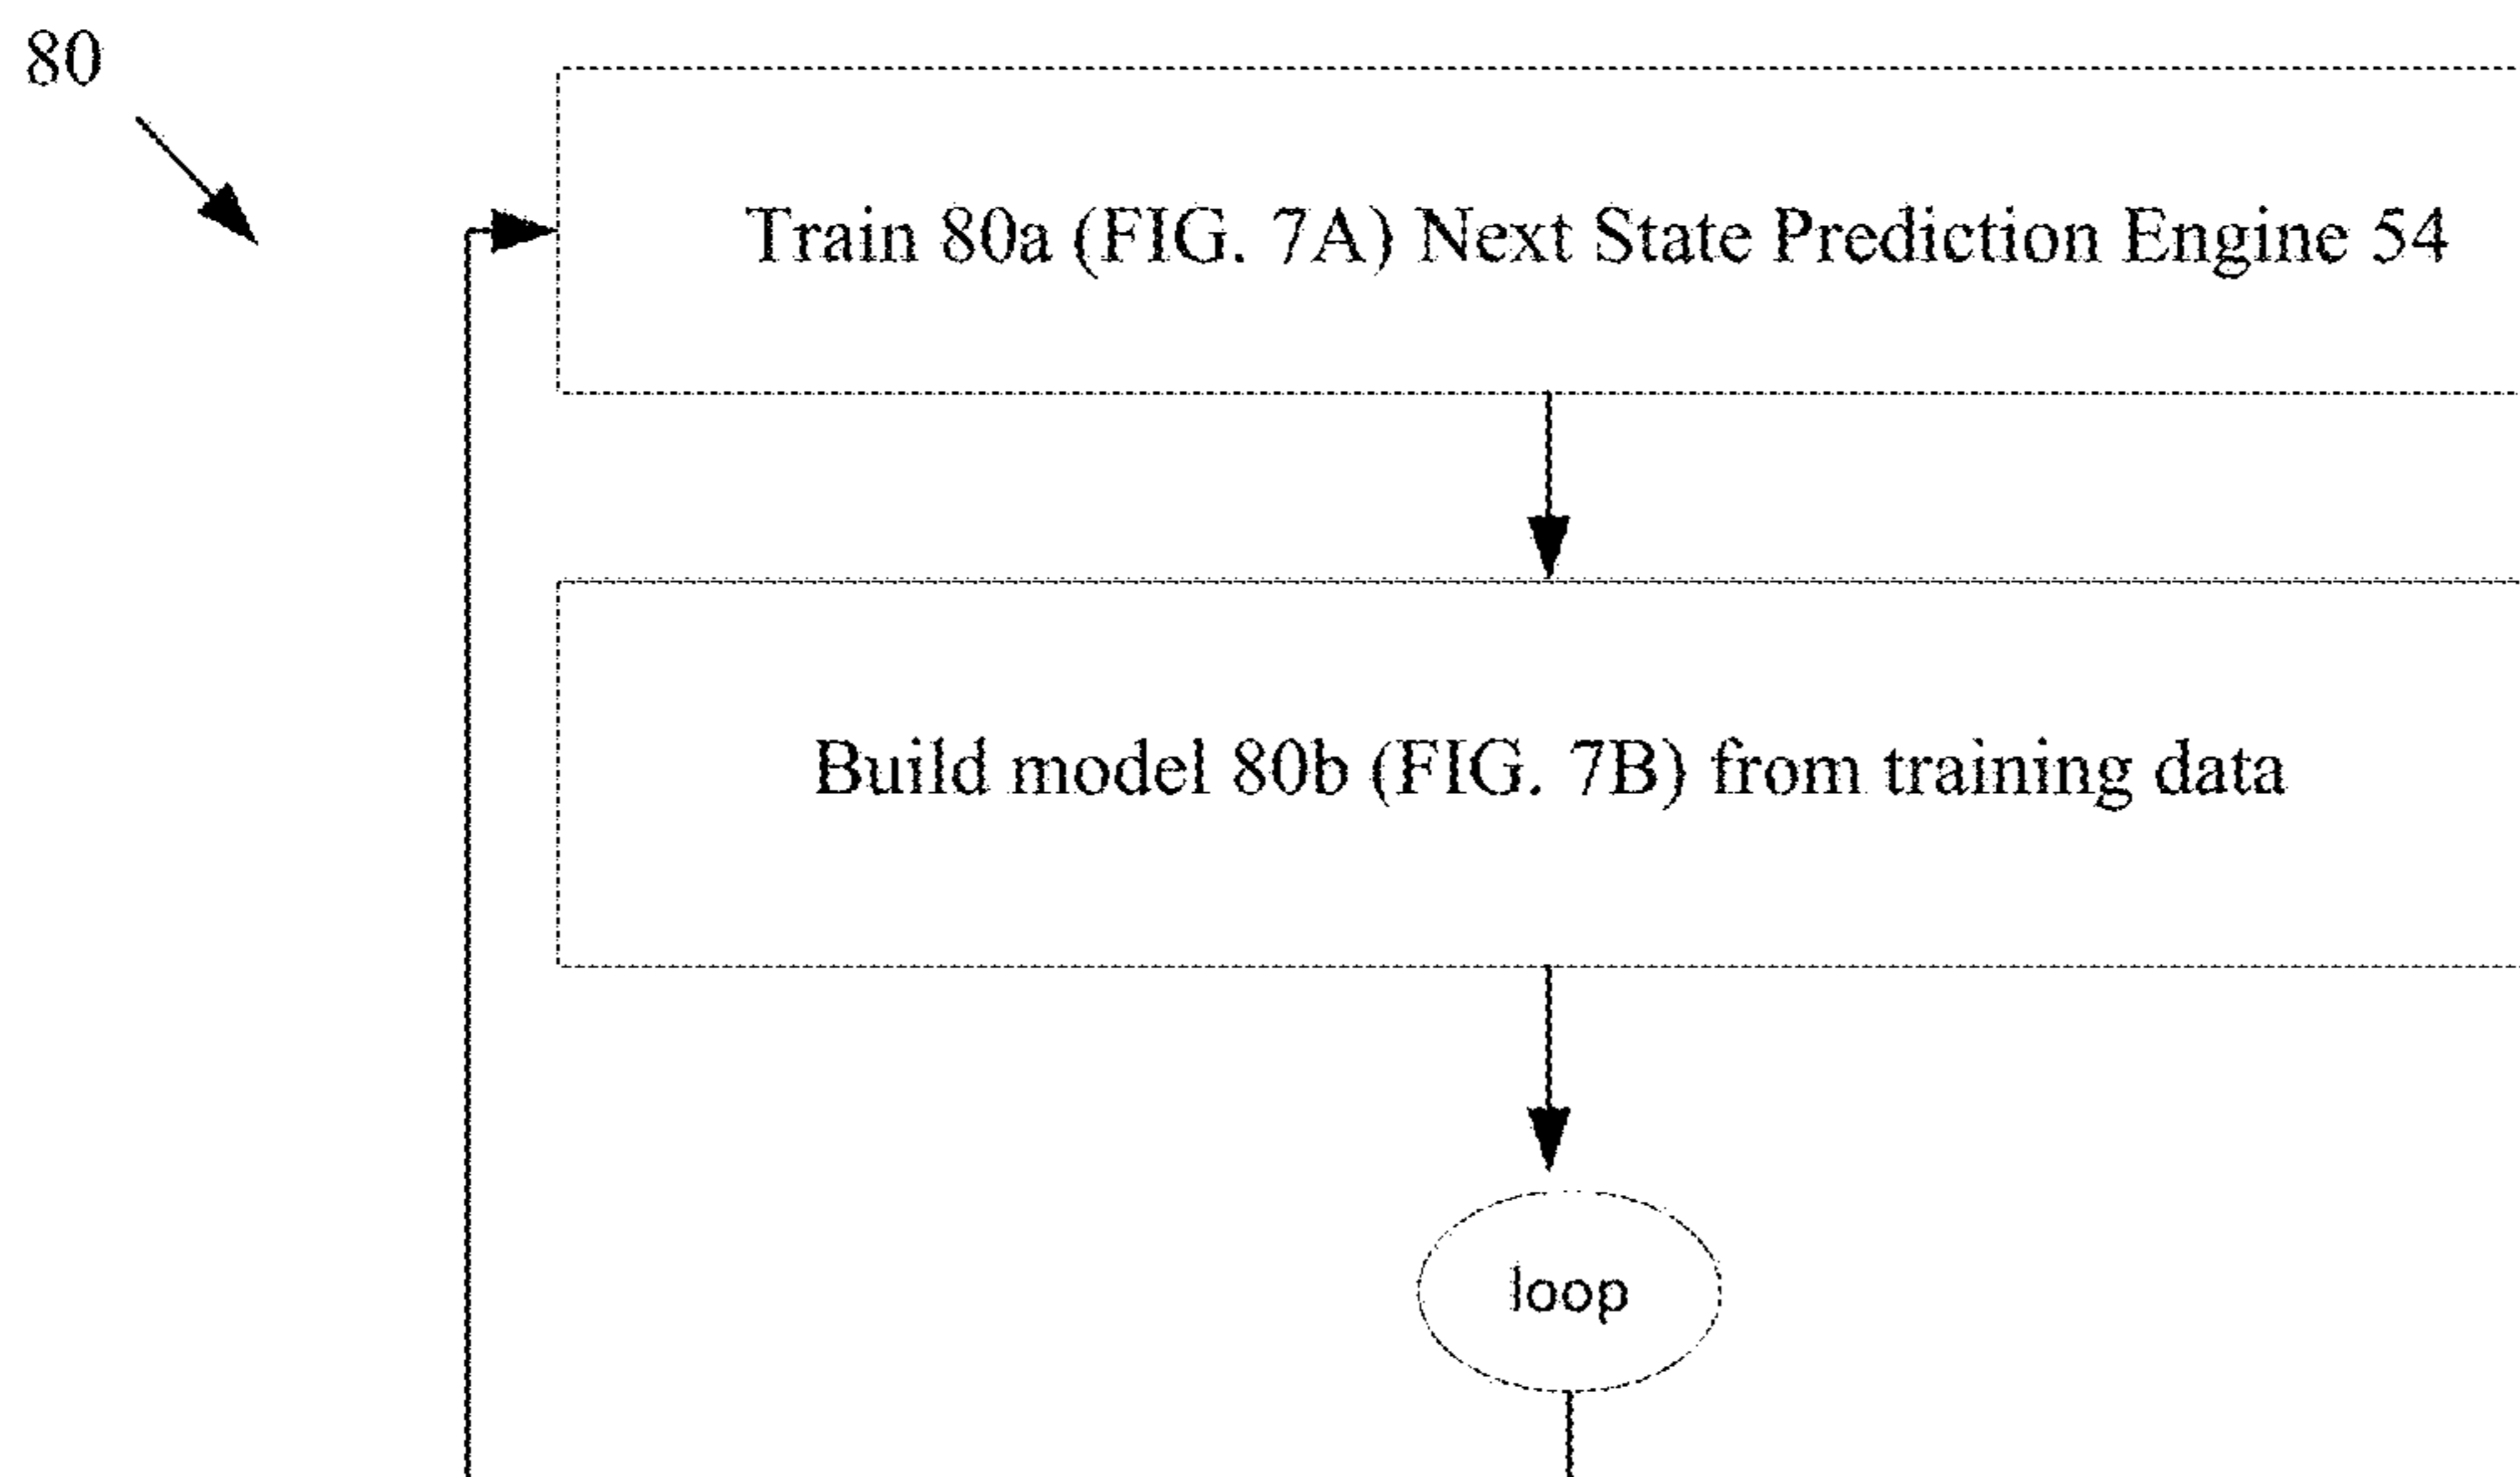 80
Train 80a (FIG. 7A) Next State Prediction Engine 54
Build model 80b (FIG. 7B) from training data
loop